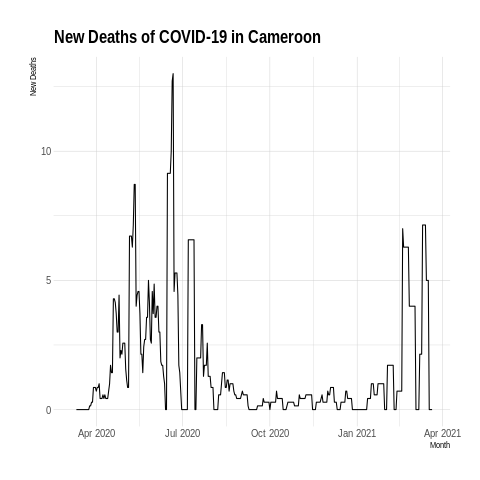 New Deaths of COVID-19 in Cameroon
New Deaths
10
5
0
Apr 2020 Jul 2020 Oct 2020 Jan 2021 Apr 2021
Month